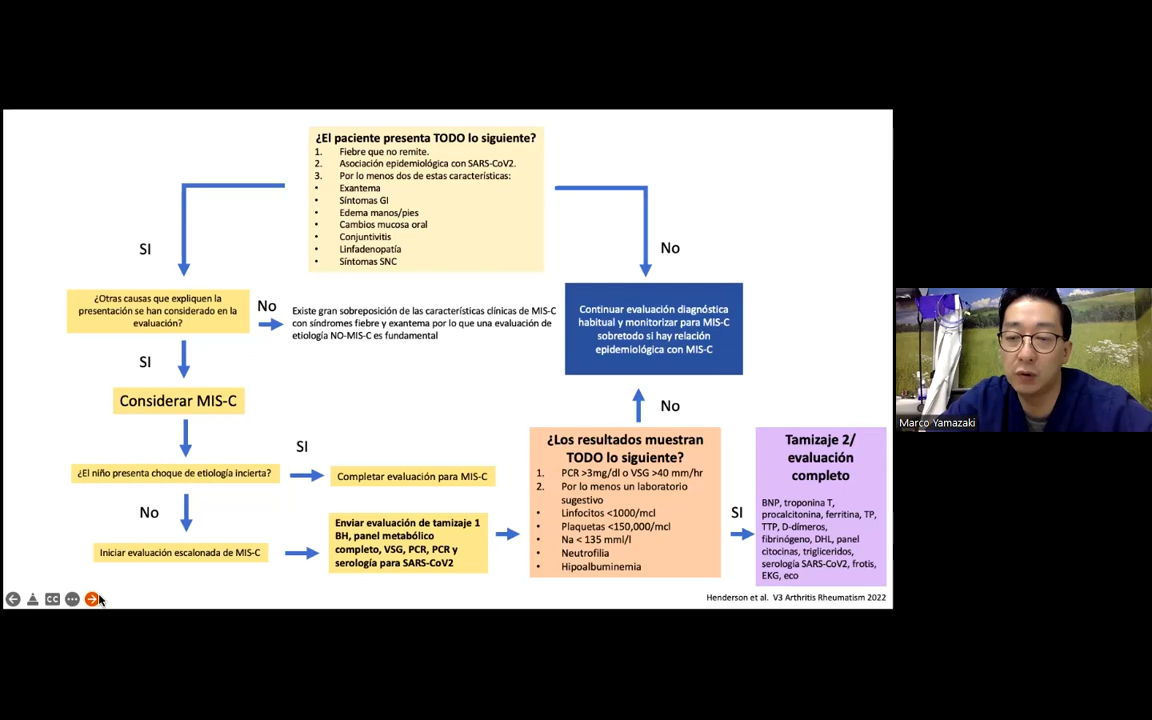 ¿El paciente presenta TODO lo siguiente?
1. Fiebre que no remite.
2. Asociación epidemiológica con SARS-CoV2.
3. Por lo menos dos de estas características:
• Exantema
• Síntomas GI
• Edema manos/pies
• Cambios mucosa oral
• Conjuntivitis
• Linfadenopatía
• Síntomas SNC
SI
No
¿Otras causas que expliquen la
presentación se han considerado en la
evaluación?
No
Existe gran sobreposición de las características clínicas de MIS-C
con síndromes fiebre y exantema por lo que una evaluación de
etiología NO-MIS-C es fundamental
Continuar evaluación diagnóstica
habitual y monitorizar para MIS-C
sobretodo si hay relación
epidemiológica con MIS-C
SI
Considerar MIS-C
No
¿El niño presenta choque de etiología incierta?
SI
Completar evaluación para MIS-C
No
Iniciar evaluación escalonada de MIS-C
Enviar evaluación de tamizaje 1
BH, panel metabólico
completo, VSG, PCR, PCR y
serología para SARS-CoV2
¿Los resultados muestran
TODO lo siguiente?
1. PCR >3mg/dl o VSG >40 mm/hr
2. Por lo menos un laboratorio
sugestivo
• Linfocitos <1000/mcl
• Plaquetas <150,000/mcl
• Na < 135 mml/l
• Neutrofilia
• Hipoalbuminemia
SI
Tamizaje 2/
evaluación
completo
BNP, troponina T,
procalcitonina, ferritina, TP,
TTP, D-dímeros,
fibrinógeno, DHL, panel
citocinas, trigliceridos,
serología SARS-CoV2, frotis,
EKG, eco
Henderson et al. V3 Arthritis Rheumatism 2022
CC
Marco Yamazaki